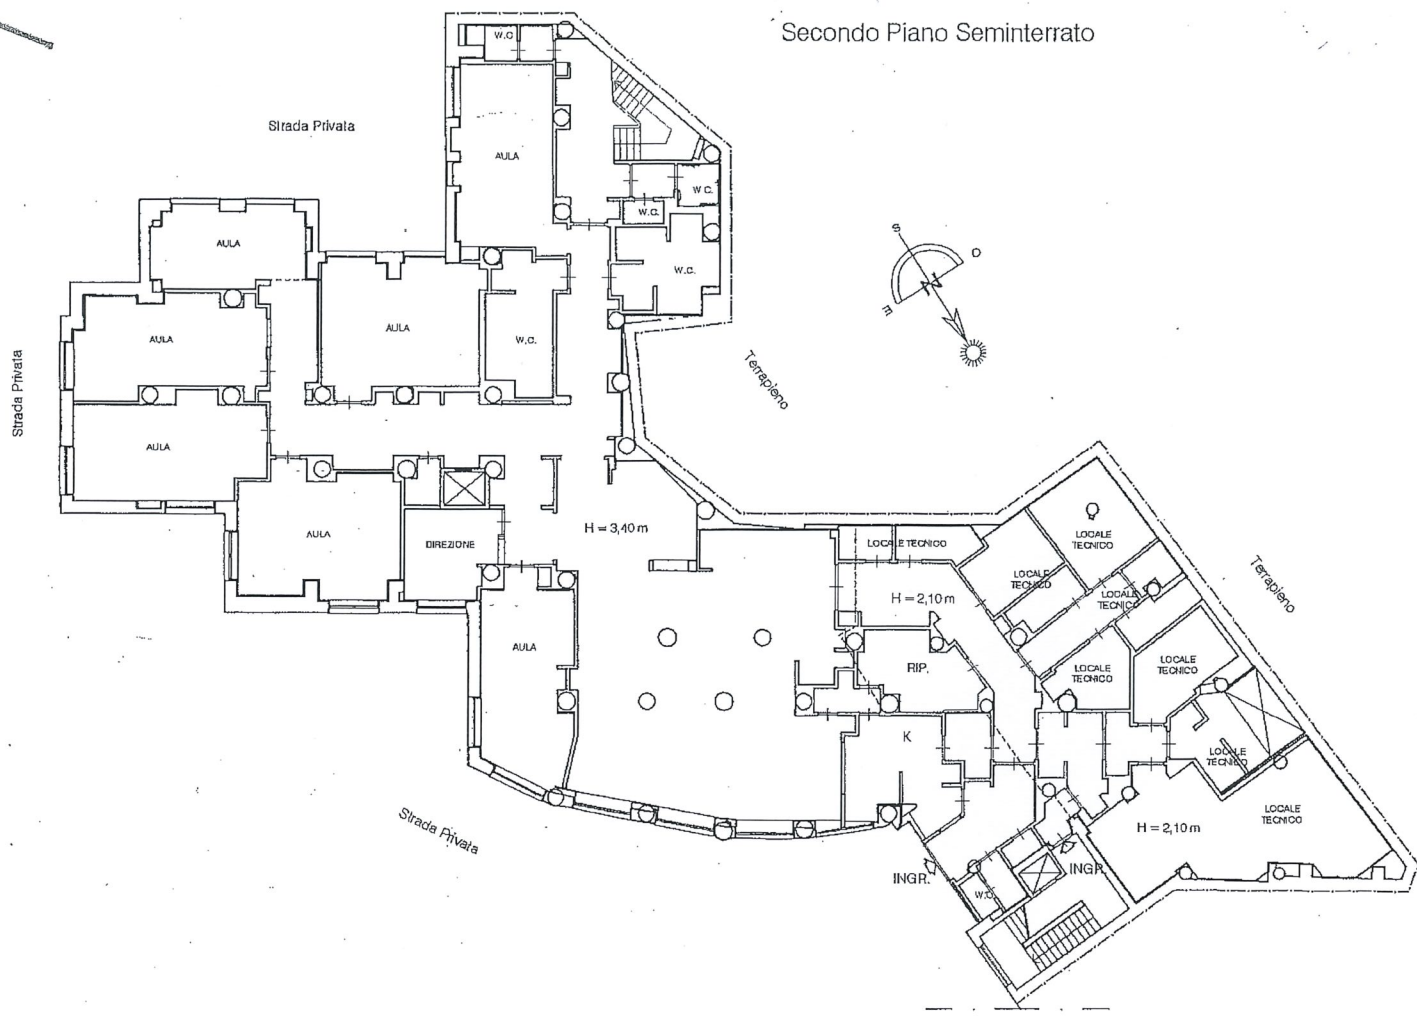 Secondo Piano Seminterrato
W.C
Strada Privata
AULA
W.C.
W.C.
AULA
W.C.
S
O
E
N
AULA
AULA
W.C.
Strada Privata
Terrapieno
AULA
AULA
DIREZIONE
H = 3,40 m
LOCALE TECNICO
LOCALE
TECNICO
LOCALE
TECNICO
LOCALE
TECNICO
Terrapieno
H = 2,10 m
AULA
RIP.
LOCALE
TECNICO
LOCALE
TECNICO
K
LOCALE
TECNICO
LOCALE
TECNICO
H = 2,10 m
Strada Privata
INGR.
INGR.
W.C.